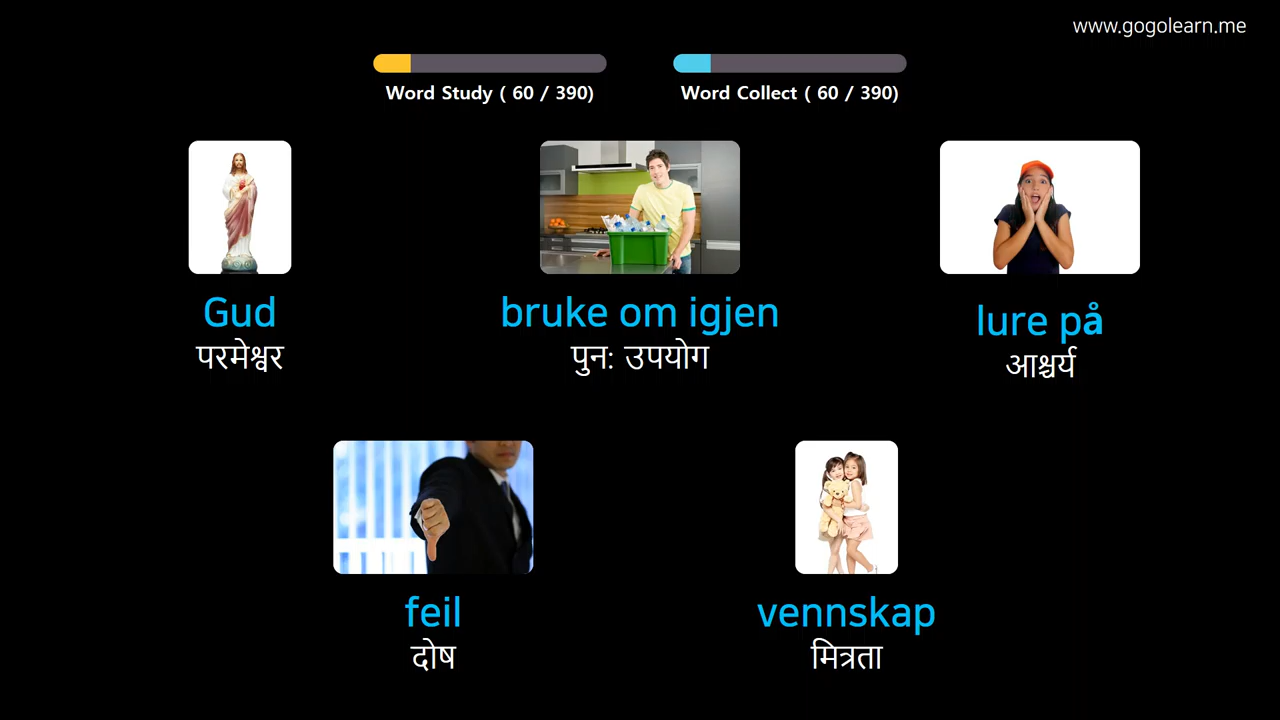 www.gogolearn.me
Word Study ( 60 / 390)
Word Collect ( 60 / 390)
Gud
परमेश्वर
bruke om igjen
पुन: उपयोग
lure på
आश्चर्य
feil
दोष
vennskap
मित्रता